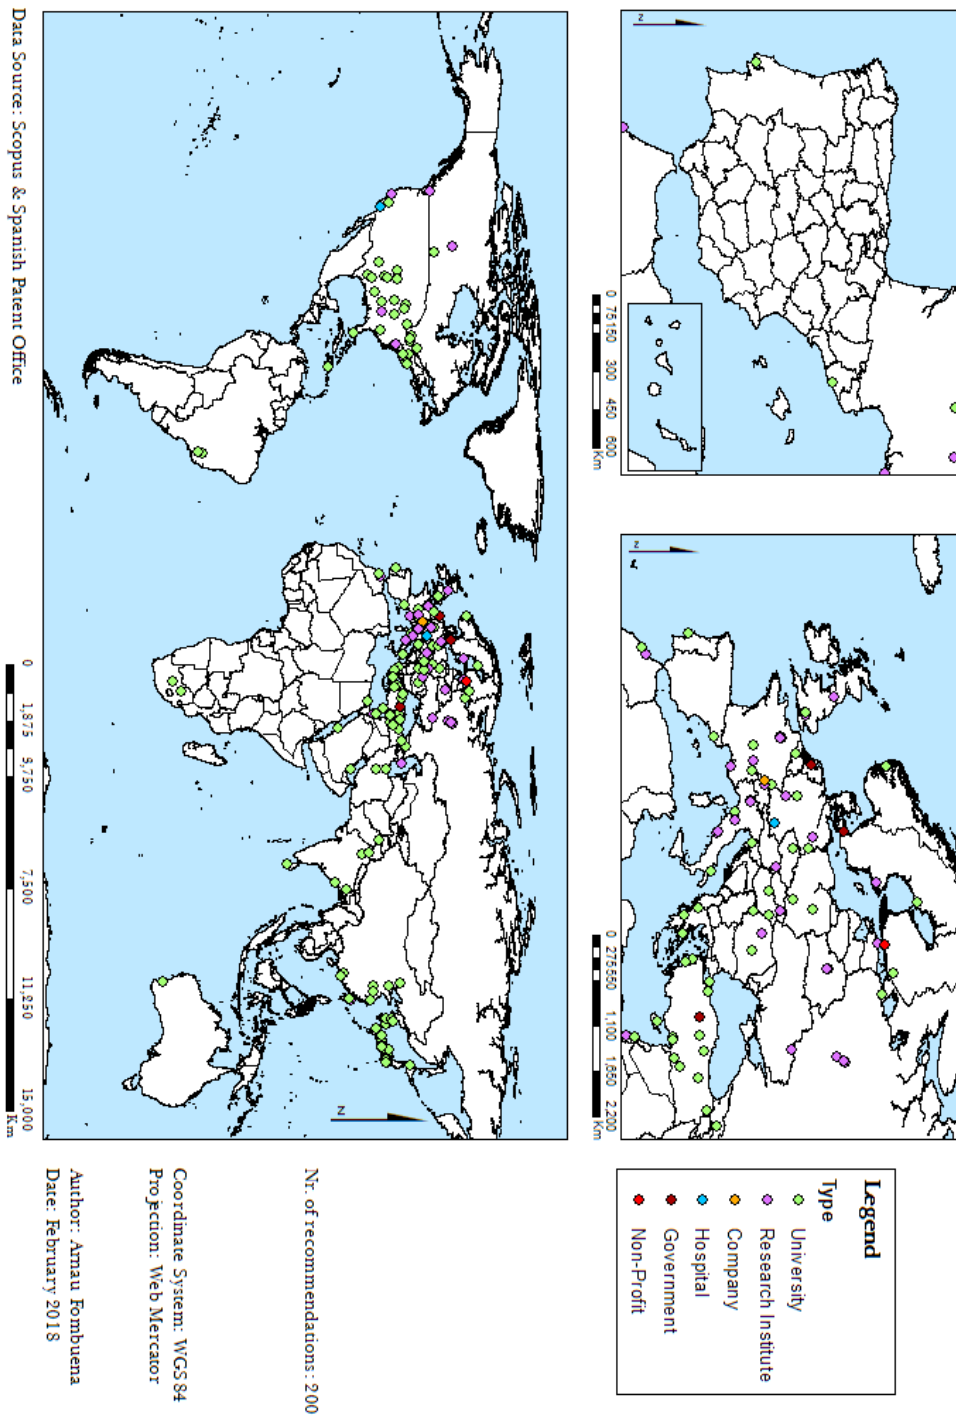 N
0 75 150 300 450 600
Km
N
0 275 550 1,100 1,650 2,200
Km
Legend
Type
University
Research Institute
Company
Hospital
Government
Non-Profit
N
Nr. of recommendations: 200
Coordinate System: WGS84
Projection: Web Mercator
Author: Arnau Fombuena
Date: February 2018
0 1,875 3,750 7,500 11,250 15,000
Km
Data Source: Scopus & Spanish Patent Office